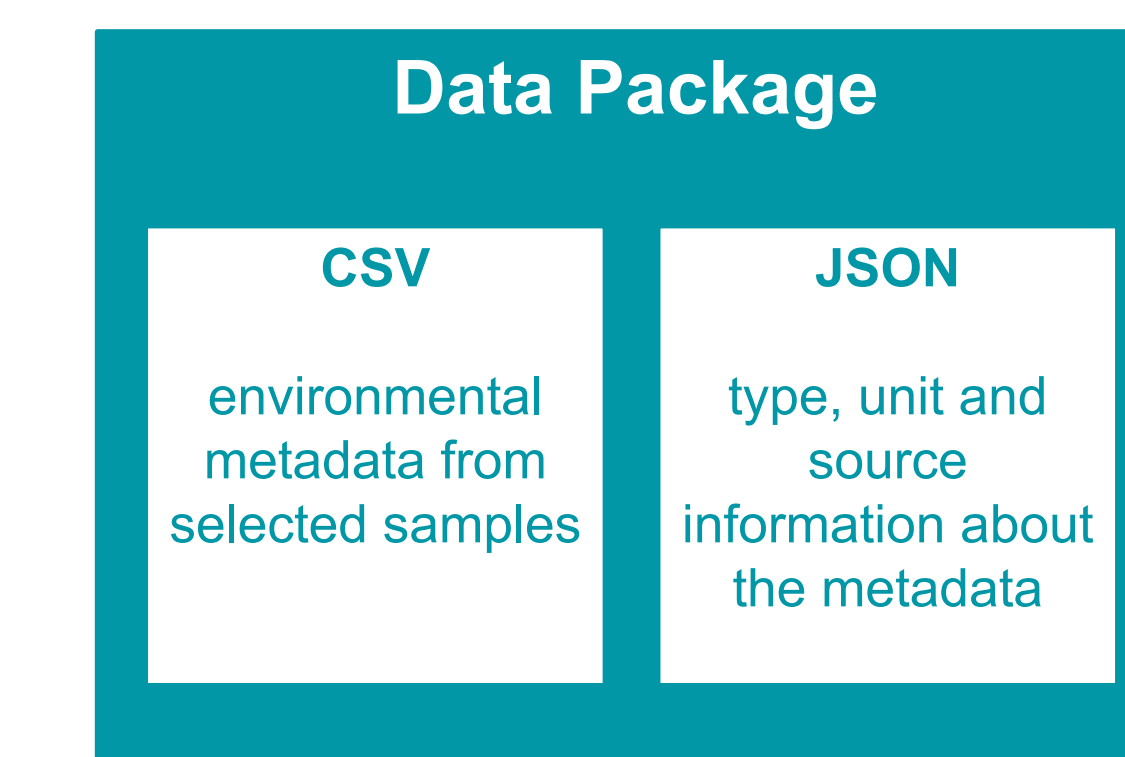 Data Package
CSV
environmental
metadata from
selected samples
JSON
type, unit and
source
information about
the metadata